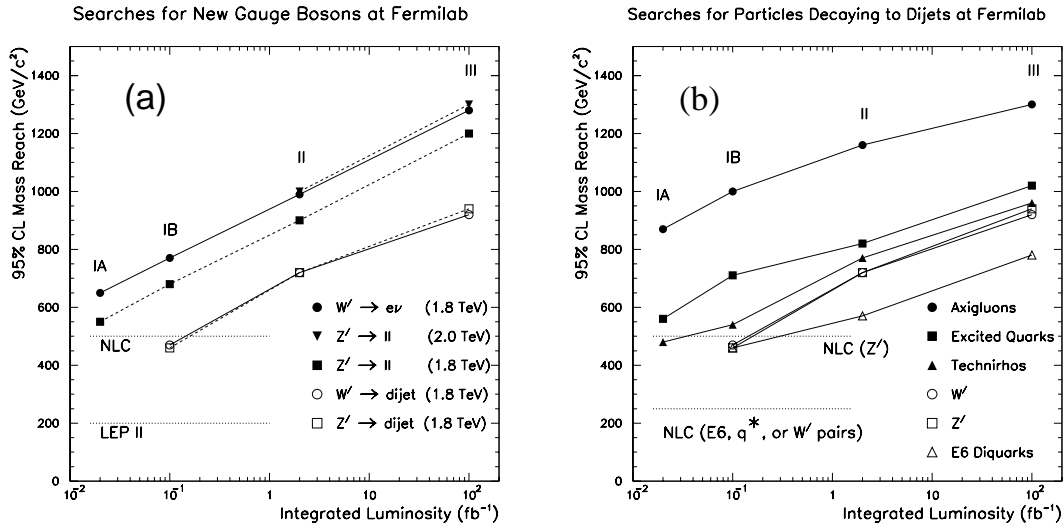 Searches for New Gauge Bosons at Fermilab
95% CL Mass Reach (GeV/c²)
1400
1200
1000
800
600
400
200
0
(a)
IA
IB
II
III
W′ → eν (1.8 TeV)
Z′ → ll (2.0 TeV)
Z′ → ll (1.8 TeV)
W′ → dijet (1.8 TeV)
Z′ → dijet (1.8 TeV)
NLC
LEP II
10⁻² 10⁻¹ 1 10 10²
Integrated Luminosity (fb⁻¹)
Searches for Particles Decaying to Dijets at Fermilab
95% CL Mass Reach (GeV/c²)
1400
1200
1000
800
600
400
200
0
(b)
IA
IB
II
III
Axigluons
Excited Quarks
Technirhos
W′
Z′
E6 Diquarks
NLC (Z′)
NLC (E6, q*, or W′ pairs)
10⁻² 10⁻¹ 1 10 10²
Integrated Luminosity (fb⁻¹)